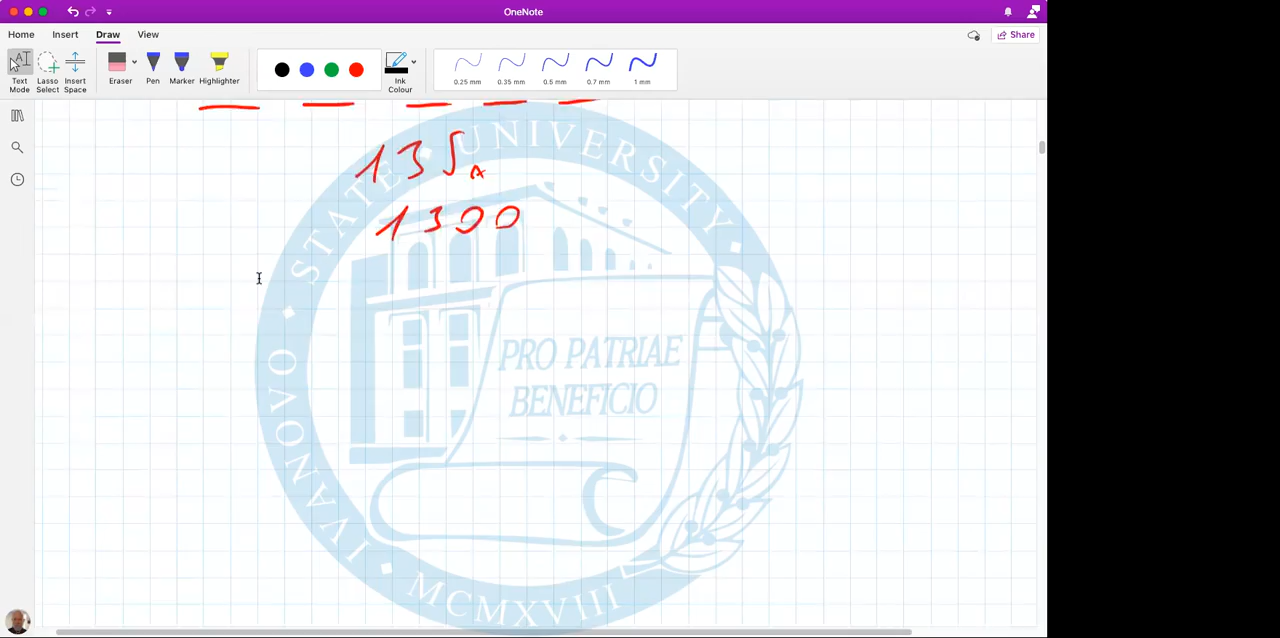 OneNote
Home Insert Draw View
Share
Text Mode
Lasso Select
Insert Space
Eraser
Pen
Marker
Highlighter
Ink Colour
0.25 mm
0.35 mm
0.5 mm
0.7 mm
1 mm
1300
IVANOVO ◆ STATE ◆ UNIVERSITY ◆
PRO PATRIAE
BENEFICIO
◆ MCMXVIII